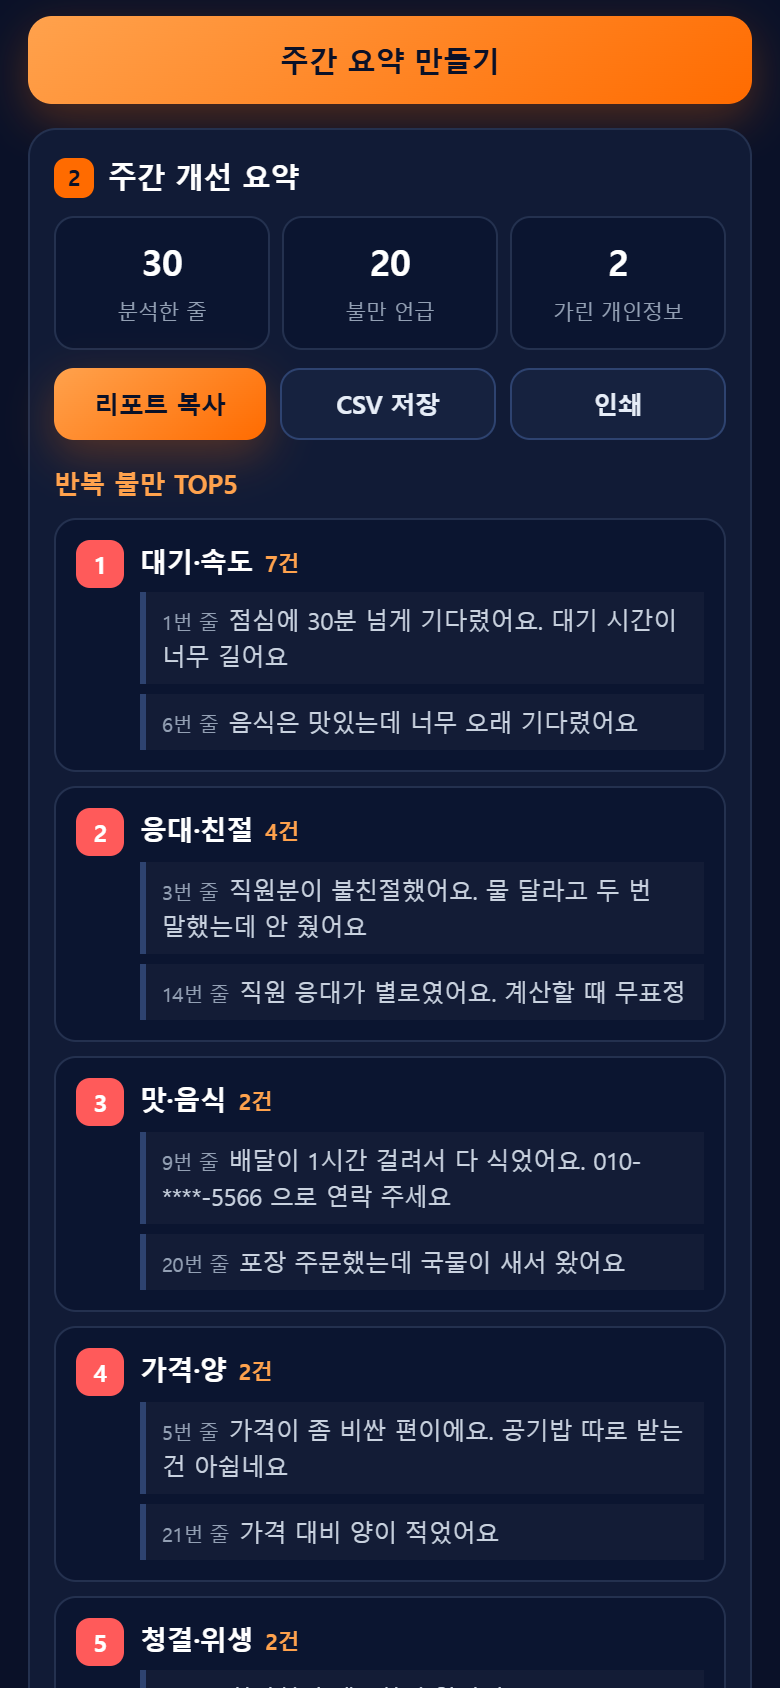 주간 요약 만들기
2 주간 개선 요약
30
분석한 줄
20
불만 언급
2
가린 개인정보
리포트 복사
CSV 저장
인쇄
반복 불만 TOP5
1 대기·속도 7건
1번 줄 점심에 30분 넘게 기다렸어요. 대기 시간이
너무 길어요
6번 줄 음식은 맛있는데 너무 오래 기다렸어요
2 응대·친절 4건
3번 줄 직원분이 불친절했어요. 물 달라고 두 번
말했는데 안 줬어요
14번 줄 직원 응대가 별로였어요. 계산할 때 무표정
3 맛·음식 2건
9번 줄 배달이 1시간 걸려서 다 식었어요. 010-
****-5566 으로 연락 주세요
20번 줄 포장 주문했는데 국물이 새서 왔어요
4 가격·양 2건
5번 줄 가격이 좀 비싼 편이에요. 공기밥 따로 받는
건 아쉽네요
21번 줄 가격 대비 양이 적었어요
5 청결·위생 2건